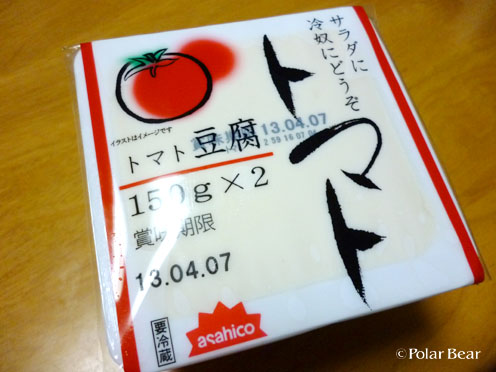 サラダに
冷奴にどうぞ
トマト
イラストはイメージです
トマト豆腐
13.04.07
150g×2
賞味期限
13.04.07
要冷蔵
asahico
©Polar Bear